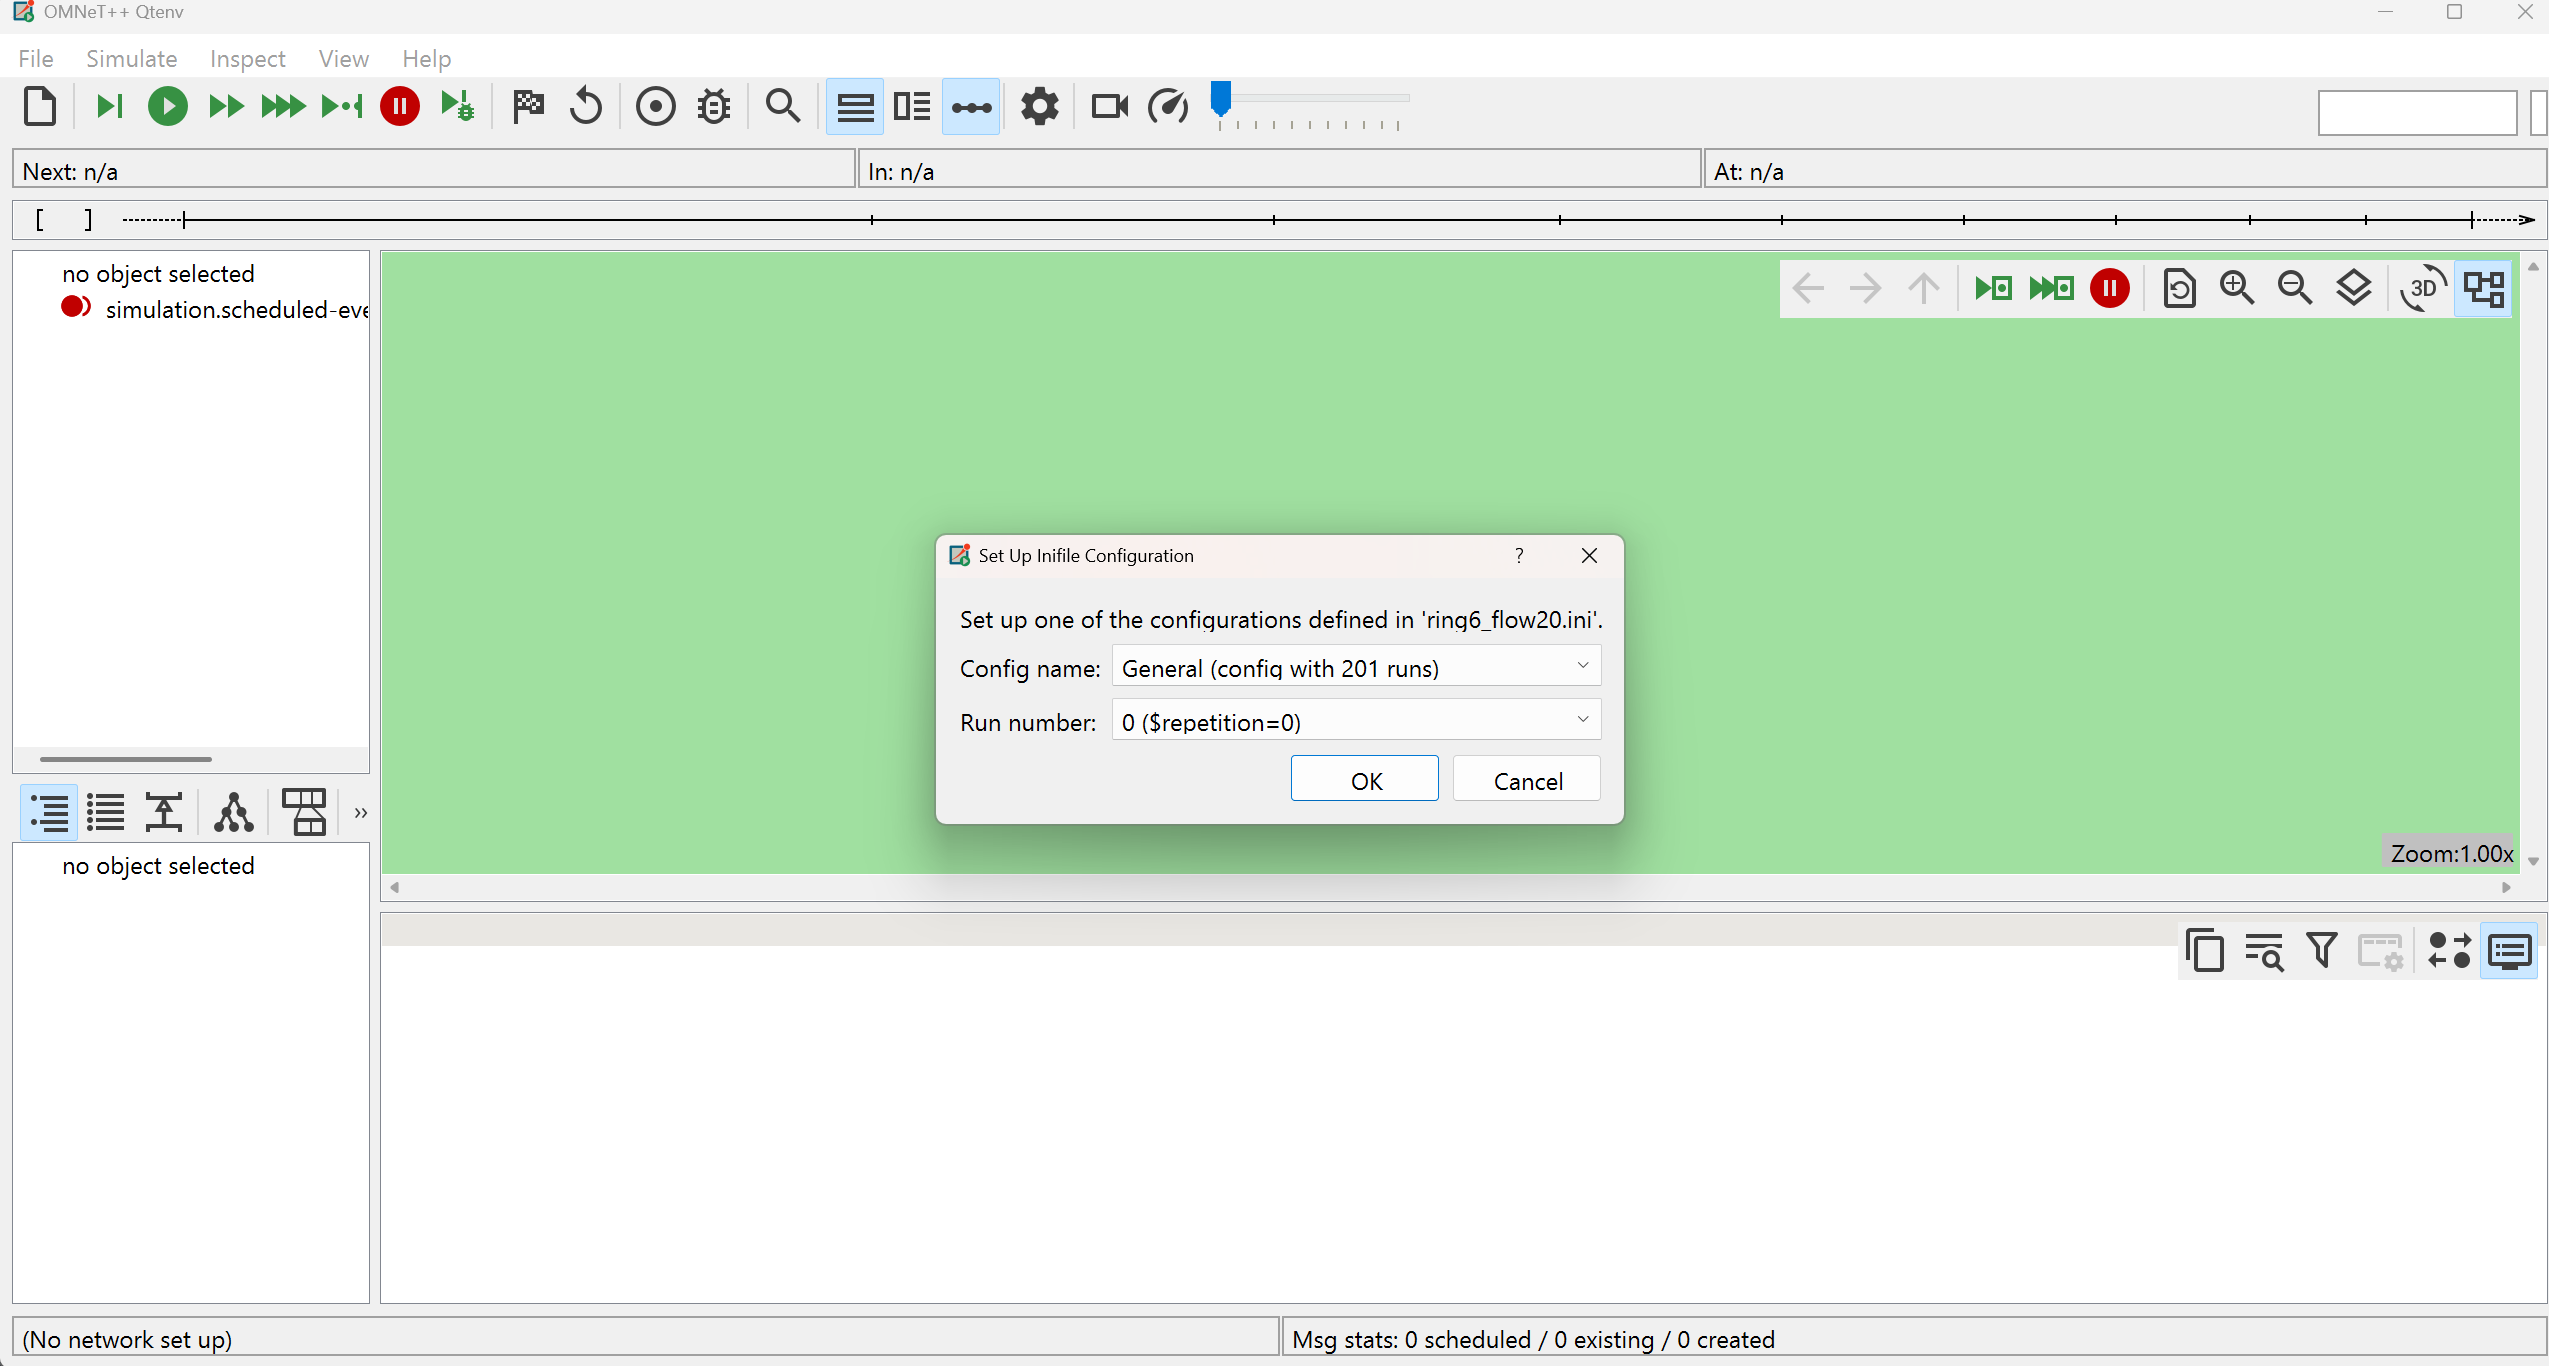 OMNeT++ Qtenv
File Simulate Inspect View Help
Next: n/a
In: n/a
At: n/a
[ ]
no object selected
simulation.scheduled-eve
3D
Set Up Inifile Configuration
?
Set up one of the configurations defined in 'ring6_flow20.ini'.
Config name: General (config with 201 runs)
Run number: 0 ($repetition=0)
OK Cancel
Zoom:1.00x
»
no object selected
(No network set up)
Msg stats: 0 scheduled / 0 existing / 0 created